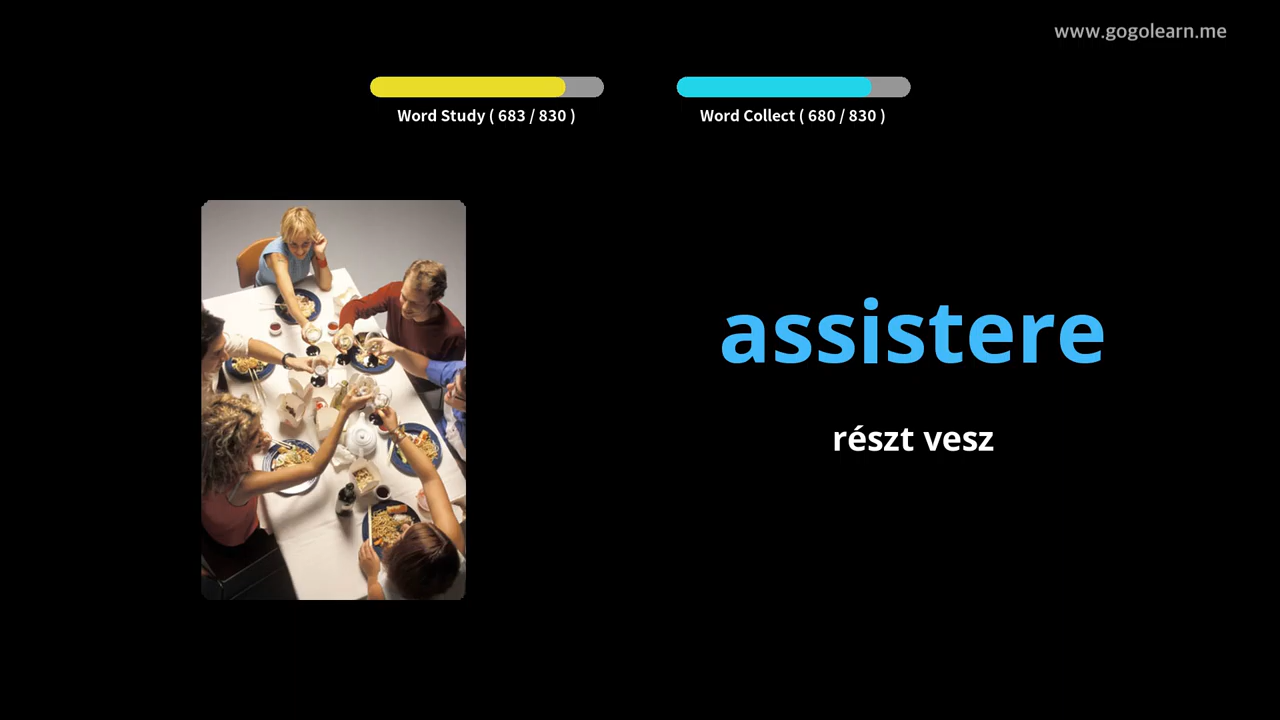 www.gogolearn.me
Word Study ( 683 / 830 )
Word Collect ( 680 / 830 )
assistere
részt vesz